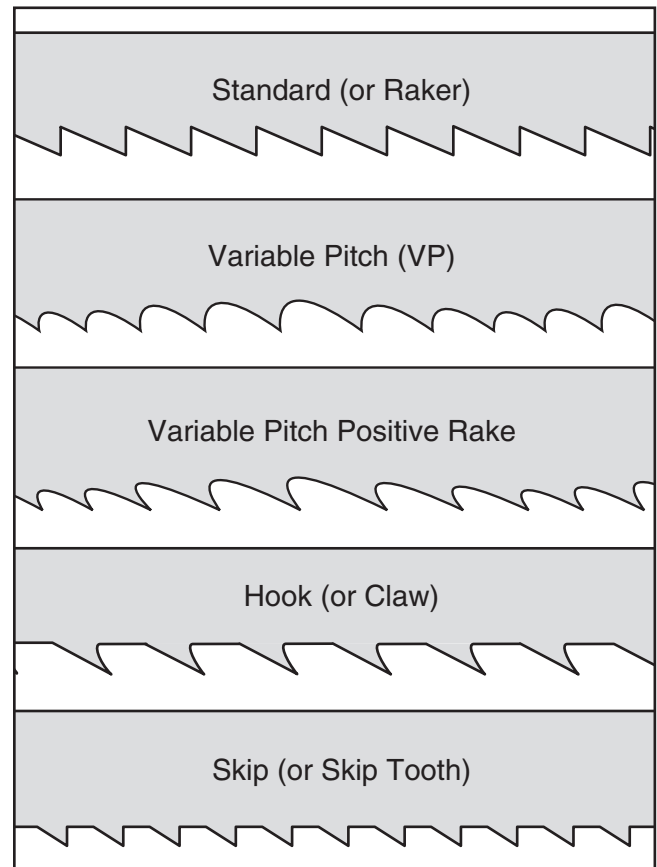 Standard (or Raker)
Variable Pitch (VP)
Variable Pitch Positive Rake
Hook (or Claw)
Skip (or Skip Tooth)